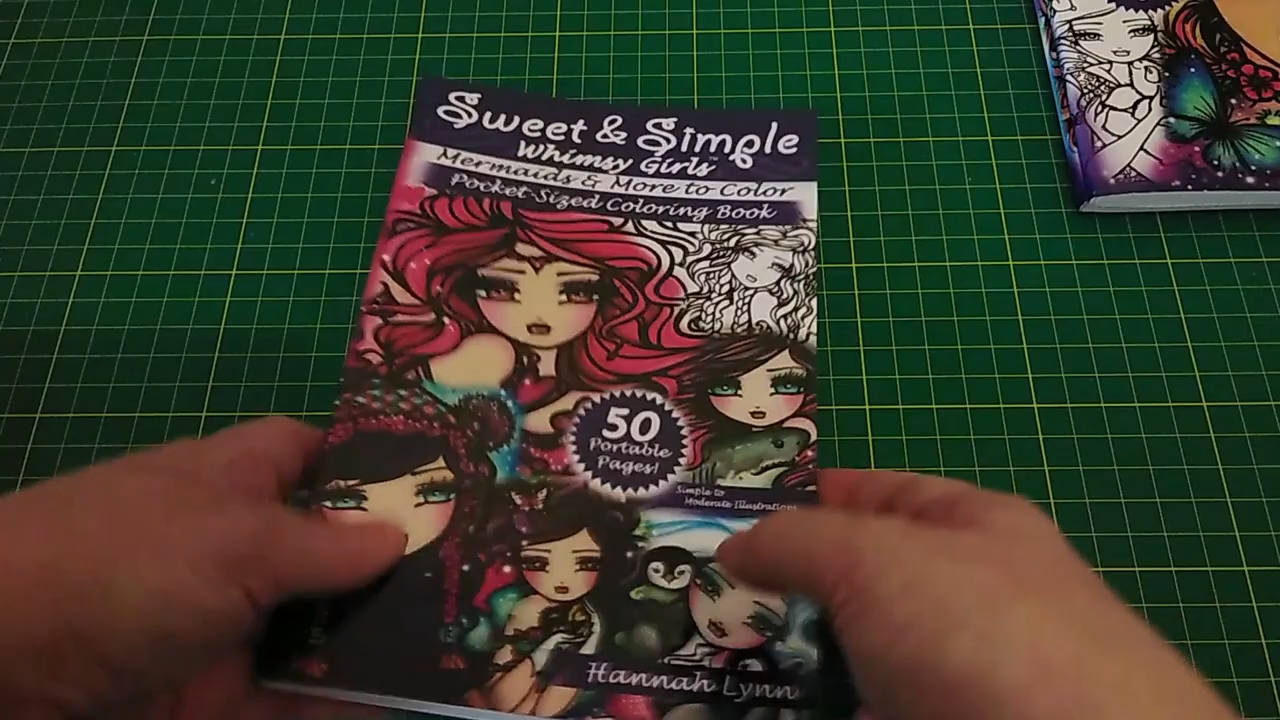 Sweet & Simple
Whimsy Girls™
Mermaids & More to Color
Pocket-Sized Coloring Book
50
Portable
Pages!
Simple to
Moderate Illustrations
Hannah Lynn